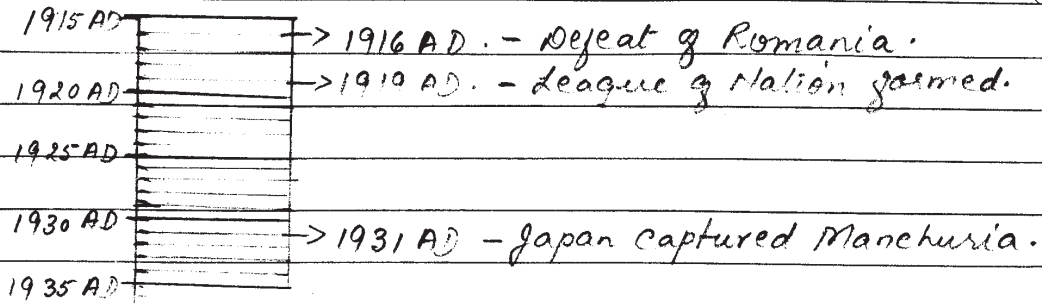 1915 AD
→ 1916 AD. - Defeat of Romania.
→ 1919 AD. - League of Nation formed.
1920 AD
1925 AD
1930 AD
→ 1931 AD - Japan captured Manchuria.
1935 AD